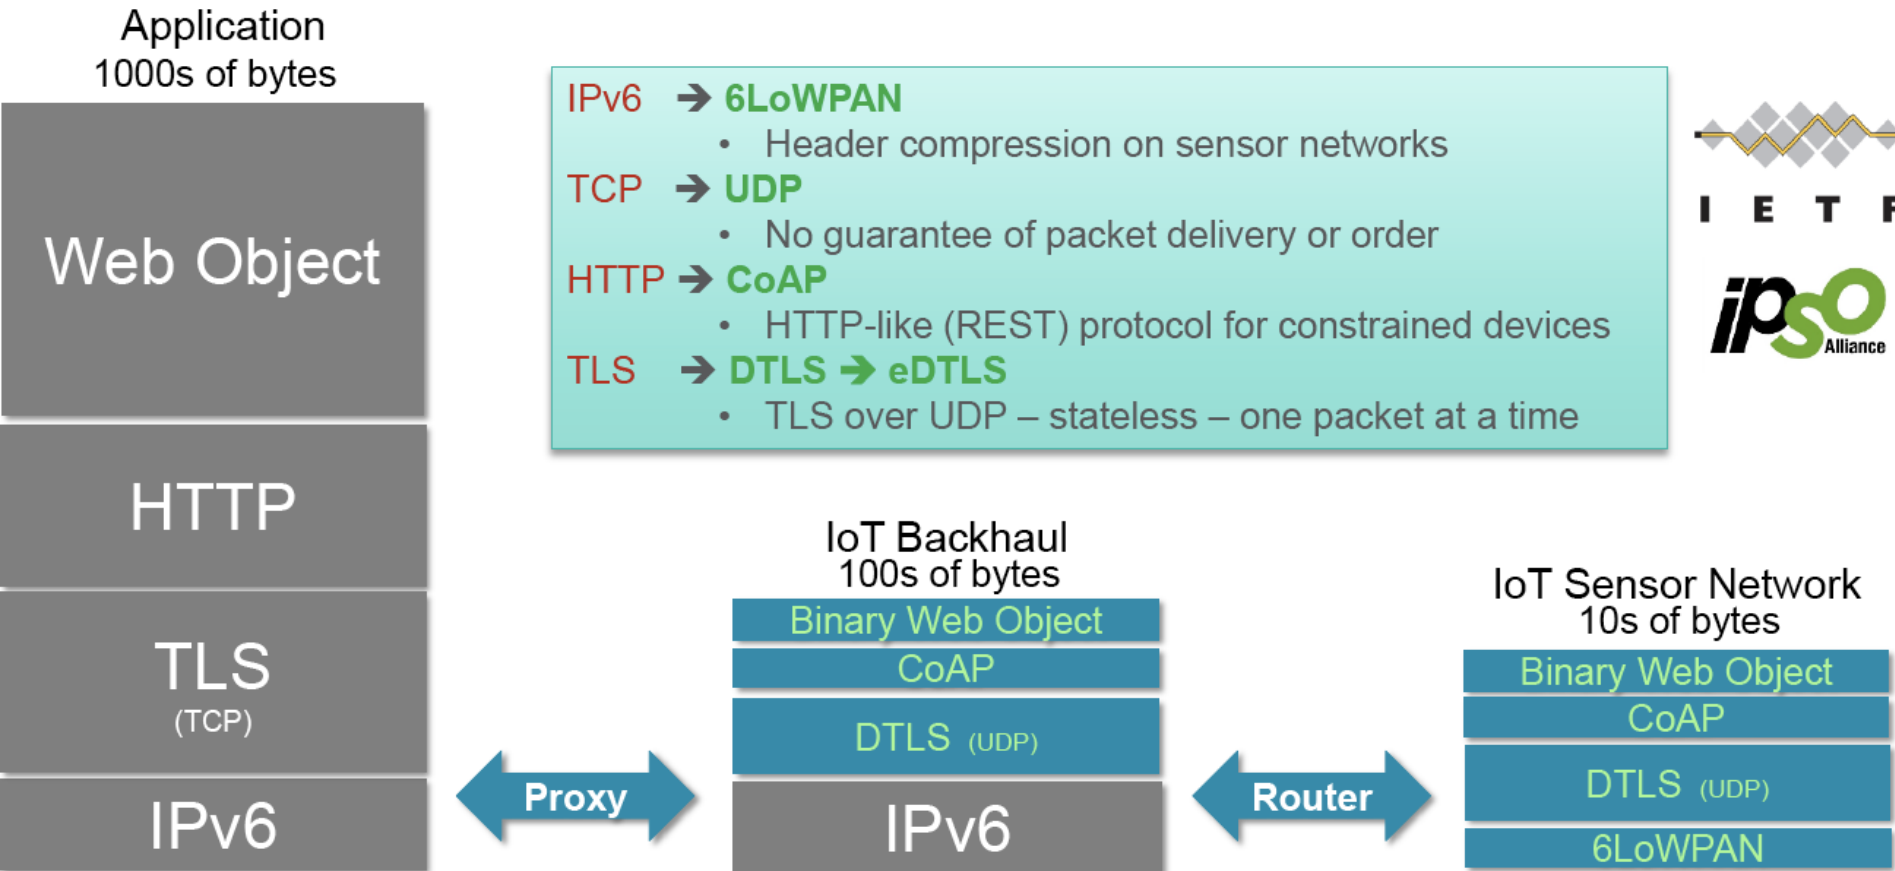 Application
1000s of bytes
Web Object
HTTP
TLS
(TCP)
IPv6
IPv6 ➔ 6LoWPAN
• Header compression on sensor networks
TCP ➔ UDP
• No guarantee of packet delivery or order
HTTP ➔ CoAP
• HTTP-like (REST) protocol for constrained devices
TLS ➔ DTLS ➔ eDTLS
• TLS over UDP – stateless – one packet at a time
I E T F
ipso
Alliance
Proxy
IoT Backhaul
100s of bytes
Binary Web Object
CoAP
DTLS (UDP)
IPv6
Router
IoT Sensor Network
10s of bytes
Binary Web Object
CoAP
DTLS (UDP)
6LoWPAN